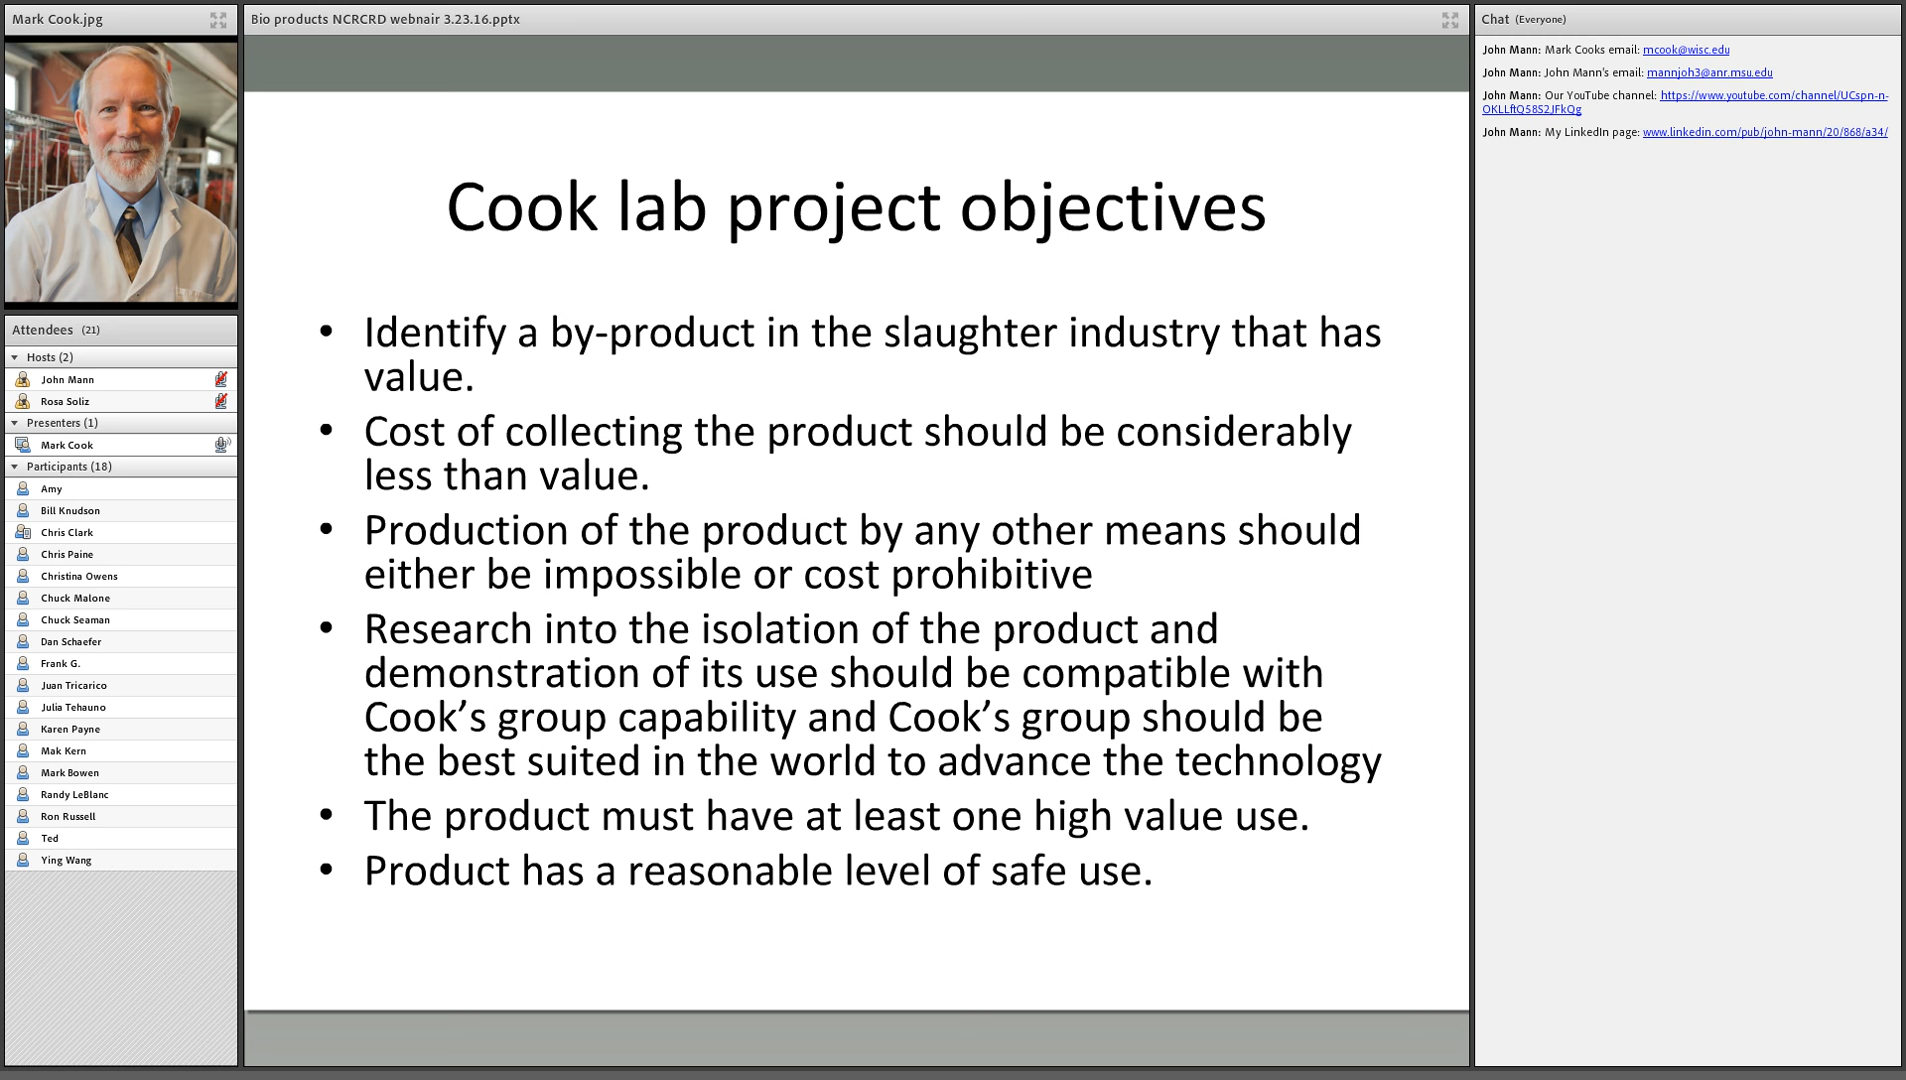 Mark Cook.jpg
Attendees (21)
Hosts (2)
John Mann
Rosa Soliz
Presenters (1)
Mark Cook
Participants (18)
Amy
Bill Knudson
Chris Clark
Chris Paine
Christina Owens
Chuck Malone
Chuck Seaman
Dan Schaefer
Frank G.
Juan Tricarico
Julia Tehauno
Karen Payne
Mak Kern
Mark Bowen
Randy LeBlanc
Ron Russell
Ted
Ying Wang
Bio products NCRCRD webnair 3.23.16.pptx
Cook lab project objectives
• Identify a by-product in the slaughter industry that has
value.
• Cost of collecting the product should be considerably
less than value.
• Production of the product by any other means should
either be impossible or cost prohibitive
• Research into the isolation of the product and
demonstration of its use should be compatible with
Cook’s group capability and Cook’s group should be
the best suited in the world to advance the technology
• The product must have at least one high value use.
• Product has a reasonable level of safe use.
Chat (Everyone)
John Mann: Mark Cooks email: mcook@wisc.edu
John Mann: John Mann's email: mannjoh3@anr.msu.edu
John Mann: Our YouTube channel: https://www.youtube.com/channel/UCspn-n-
OKLLftQ58S2JFkQg
John Mann: My LinkedIn page: www.linkedin.com/pub/john-mann/20/868/a34/